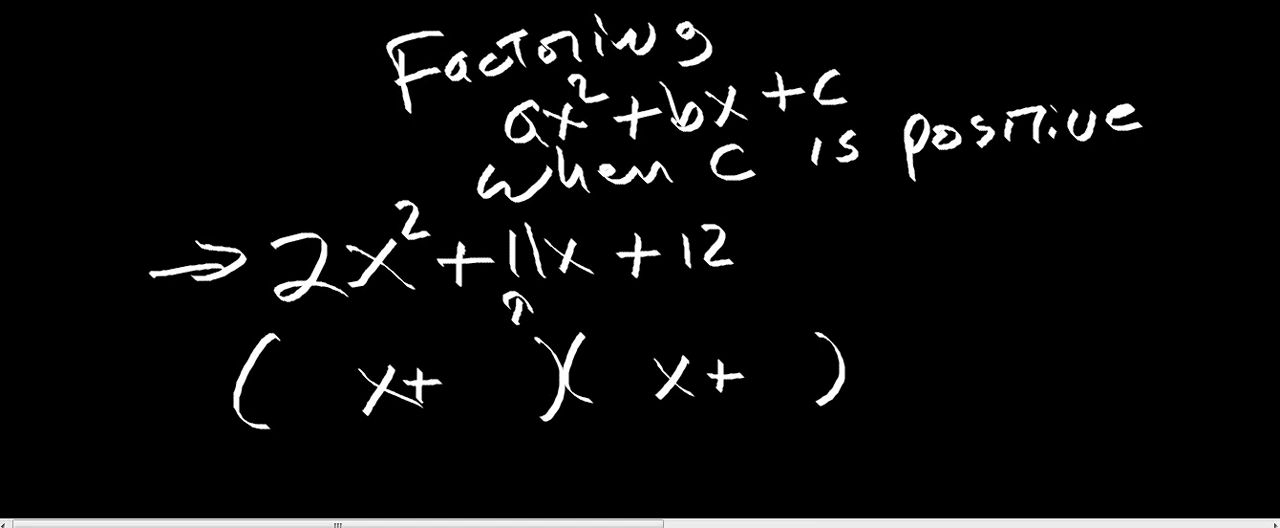 Factoring
ax² + bx + c
when c is positive
→ 2x² + 11x + 12
↑
( x+ )( x+ )